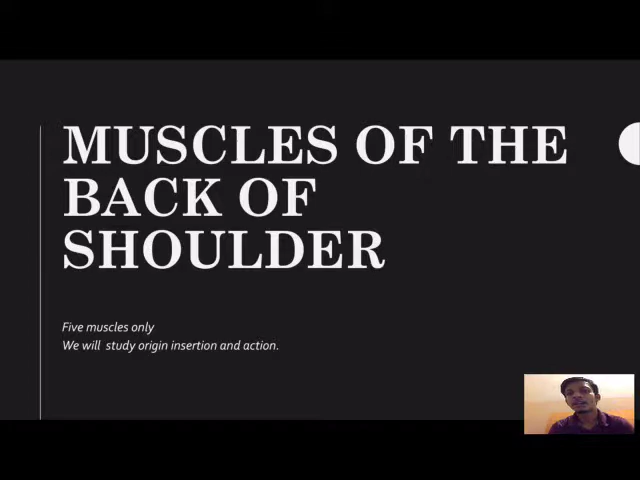 MUSCLES OF THE
BACK OF
SHOULDER
Five muscles only
We will study origin insertion and action.